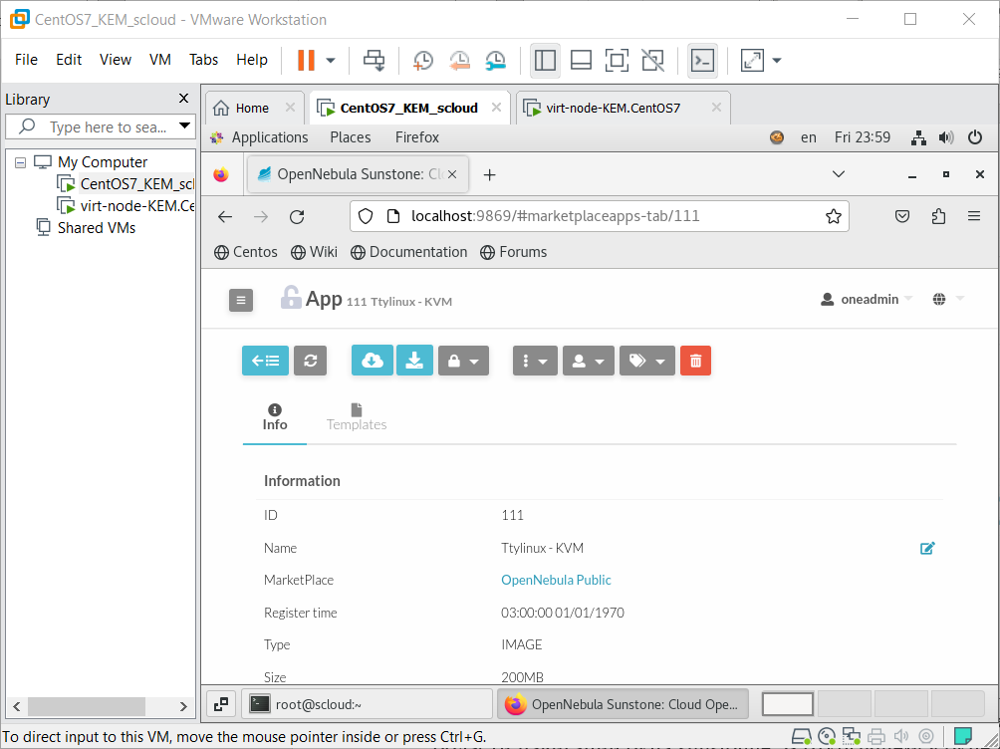 CentOS7_KEM_scloud - VMware Workstation
File Edit View VM Tabs Help
Library
Type here to sea...
My Computer
CentOS7_KEM_scl
virt-node-KEM.Ce
Shared VMs
Home
CentOS7_KEM_scloud
virt-node-KEM.CentOS7
Applications Places Firefox
en Fri 23:59
OpenNebula Sunstone: Cl
localhost:9869/#marketplaceapps-tab/111
Centos Wiki Documentation Forums
App 111 Ttylinux - KVM
oneadmin
Info Templates
Information
ID 111
Name Ttylinux - KVM
MarketPlace OpenNebula Public
Register time 03:00:00 01/01/1970
Type IMAGE
Size 200MB
root@scloud:~
OpenNebula Sunstone: Cloud Ope...
To direct input to this VM, move the mouse pointer inside or press Ctrl+G.